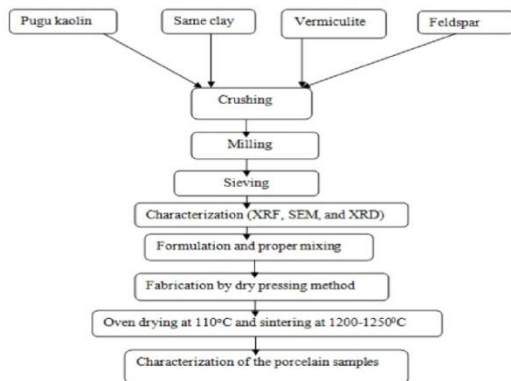 Pugu kaolin
Same clay
Vermiculite
Feldspar
Crushing
Milling
Sieving
Characterization (XRF, SEM, and XRD)
Formulation and proper mixing
Fabrication by dry pressing method
Oven drying at 110°C and sintering at 1200-1250⁰C
Characterization of the porcelain samples